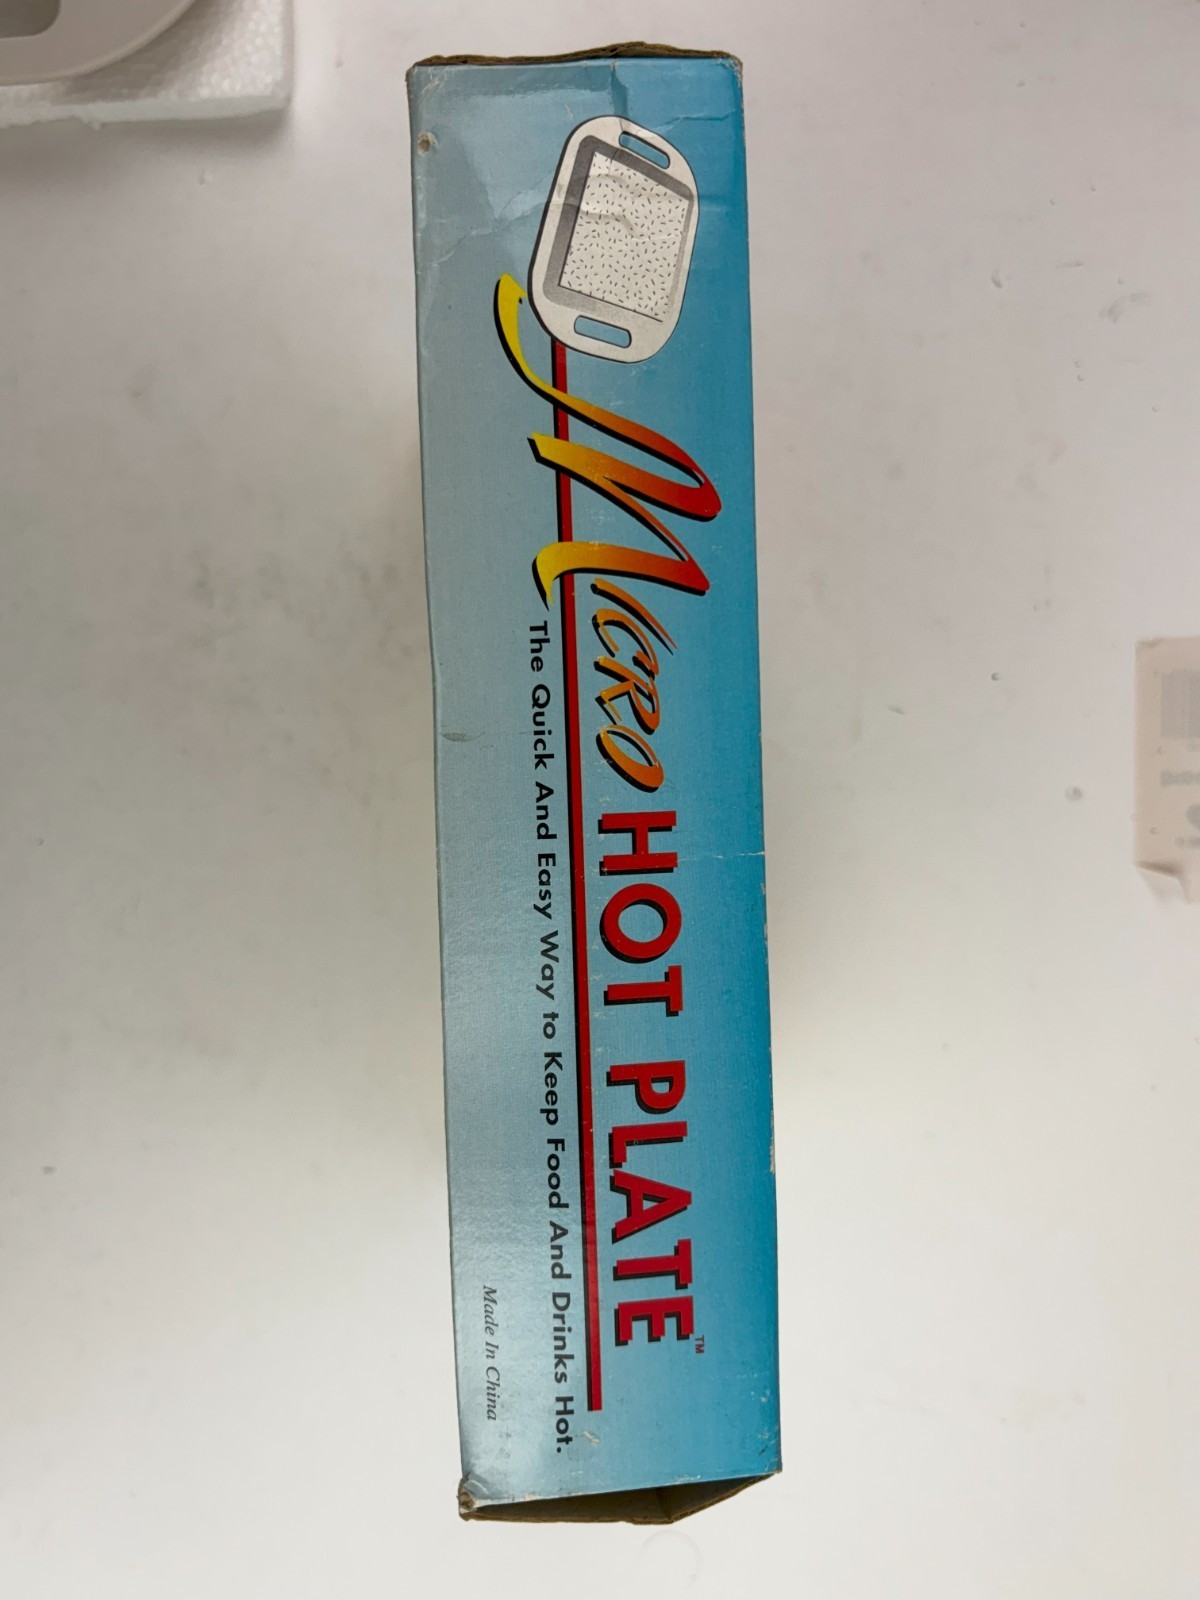 MICRO HOT PLATE™
The Quick And Easy Way to Keep Food And Drinks Hot.
Made In China